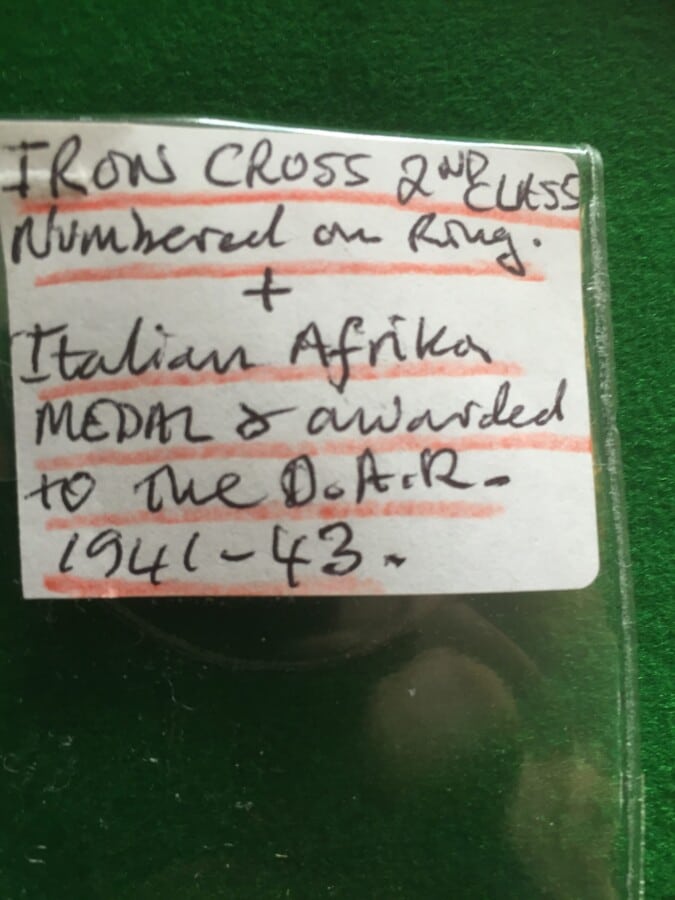 IRON CROSS 2ND CLASS
Numbered on Ring.
+
Italian Afrika
MEDAL & awarded
to The D.A.R.
1941-43.